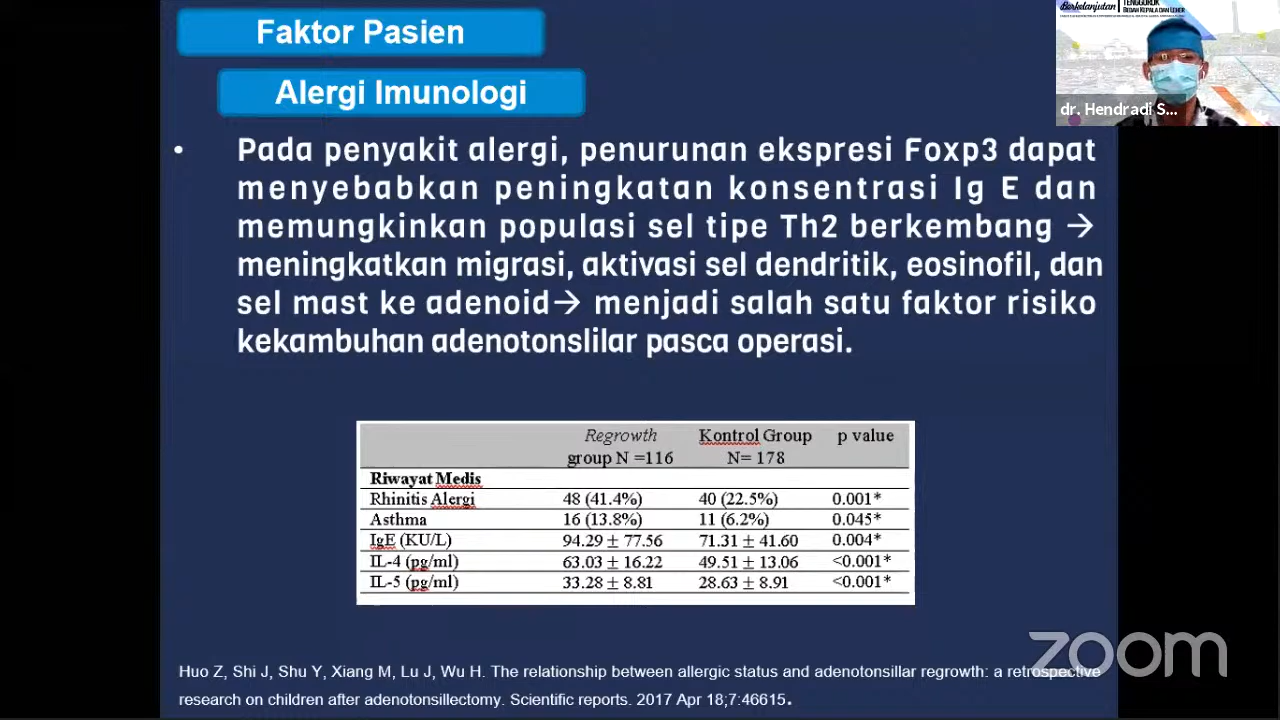 Faktor Pasien
Alergi Imunologi
• Pada penyakit alergi, penurunan ekspresi Foxp3 dapat
menyebabkan peningkatan konsentrasi Ig E dan
memungkinkan populasi sel tipe Th2 berkembang →
meningkatkan migrasi, aktivasi sel dendritik, eosinofil, dan
sel mast ke adenoid→ menjadi salah satu faktor risiko
kekambuhan adenotonslilar pasca operasi.
Regrowth Kontrol Group p value
group N =116 N= 178
Riwayat Medis
Rhinitis Alergi 48 (41.4%) 40 (22.5%) 0.001*
Asthma 16 (13.8%) 11 (6.2%) 0.045*
IgE (KU/L) 94.29 ± 77.56 71.31 ± 41.60 0.004*
IL-4 (pg/ml) 63.03 ± 16.22 49.51 ± 13.06 <0.001*
IL-5 (pg/ml) 33.28 ± 8.81 28.63 ± 8.91 <0.001*
Huo Z, Shi J, Shu Y, Xiang M, Lu J, Wu H. The relationship between allergic status and adenotonsillar regrowth: a retrospective
research on children after adenotonsillectomy. Scientific reports. 2017 Apr 18;7:46615.
Berkelanjutan TENGGOROK
BEDAH KEPALA DAN LEHER
dr. Hendradi S...
zoom